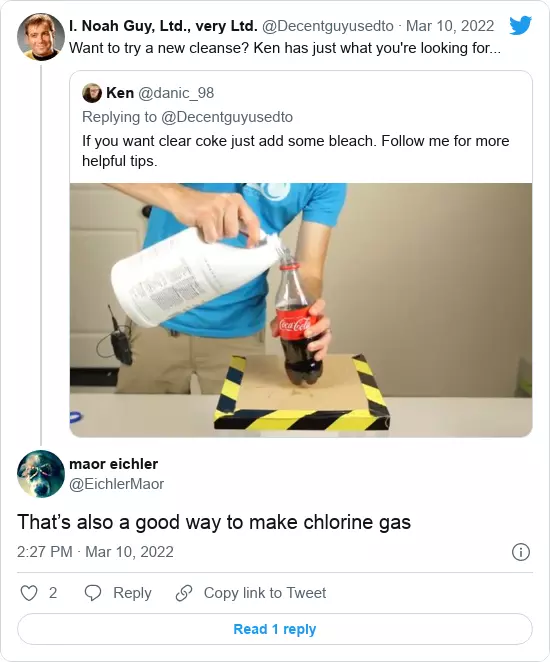 I. Noah Guy, Ltd., very Ltd. @Decentguyusedto · Mar 10, 2022
Want to try a new cleanse? Ken has just what you're looking for...
Ken @danic_98
Replying to @Decentguyusedto
If you want clear coke just add some bleach. Follow me for more
helpful tips.
Coca-Cola
maor eichler
@EichlerMaor
That’s also a good way to make chlorine gas
2:27 PM · Mar 10, 2022
2 Reply Copy link to Tweet
Read 1 reply